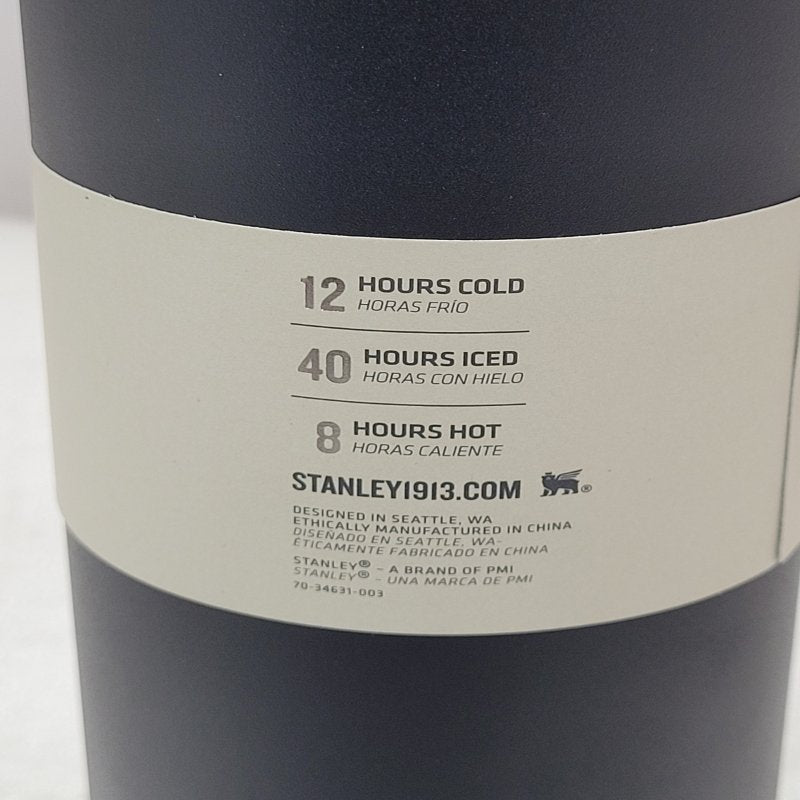 12 HOURS COLD
HORAS FRÍO
40 HOURS ICED
HORAS CON HIELO
8 HOURS HOT
HORAS CALIENTE
STANLEY1913.COM ®
DESIGNED IN SEATTLE, WA
ETHICALLY MANUFACTURED IN CHINA
DISEÑADO EN SEATTLE, WA-
ÉTICAMENTE FABRICADO EN CHINA
STANLEY® - A BRAND OF PMI
STANLEY® - UNA MARCA DE PMI
70-34631-003